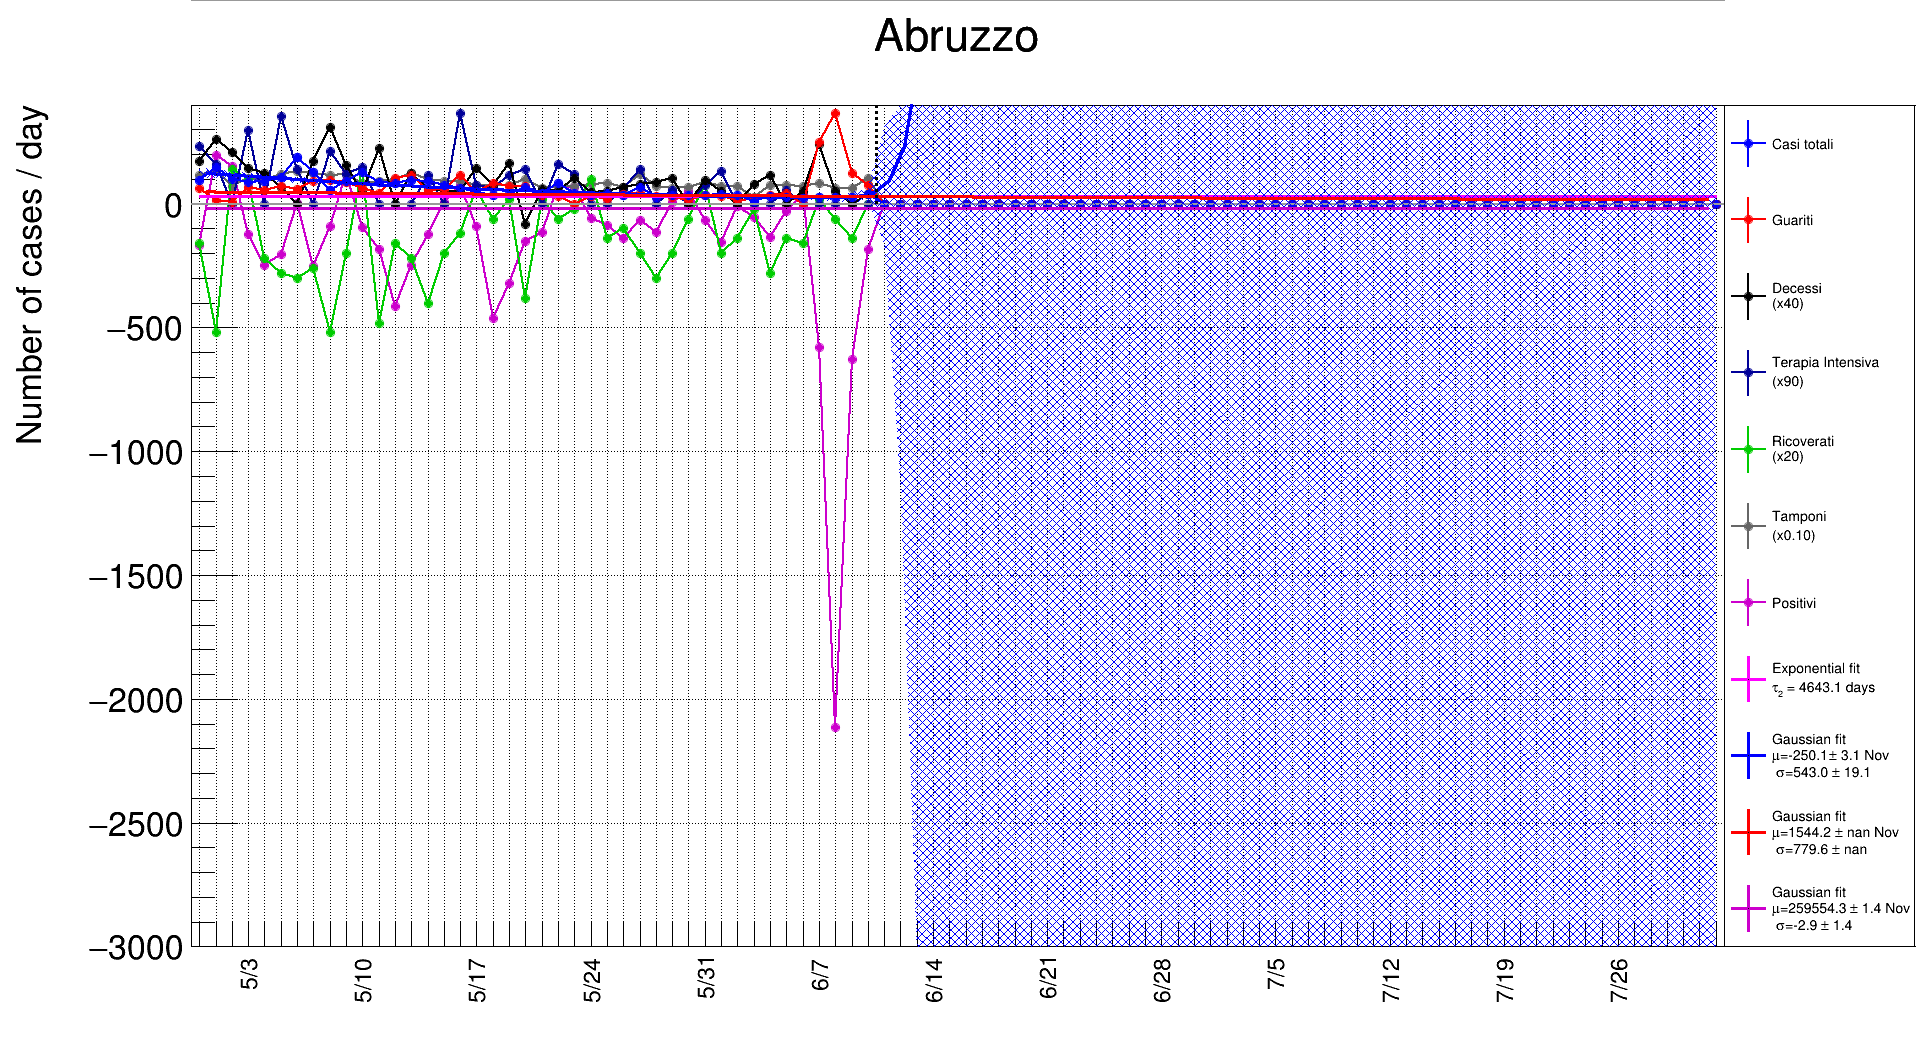 Abruzzo
Number of cases / day
0
−500
−1000
−1500
−2000
−2500
−3000
5/3
5/10
5/17
5/24
5/31
6/7
6/14
6/21
6/28
7/5
7/12
7/19
7/26
Casi totali
Guariti
Decessi
(x40)
Terapia Intensiva
(x90)
Ricoverati
(x20)
Tamponi
(x0.10)
Positivi
Exponential fit
τ₂ = 4643.1 days
Gaussian fit
μ=-250.1± 3.1 Nov
σ=543.0 ± 19.1
Gaussian fit
μ=1544.2 ± nan Nov
σ=779.6 ± nan
Gaussian fit
μ=259554.3 ± 1.4 Nov
σ=-2.9 ± 1.4